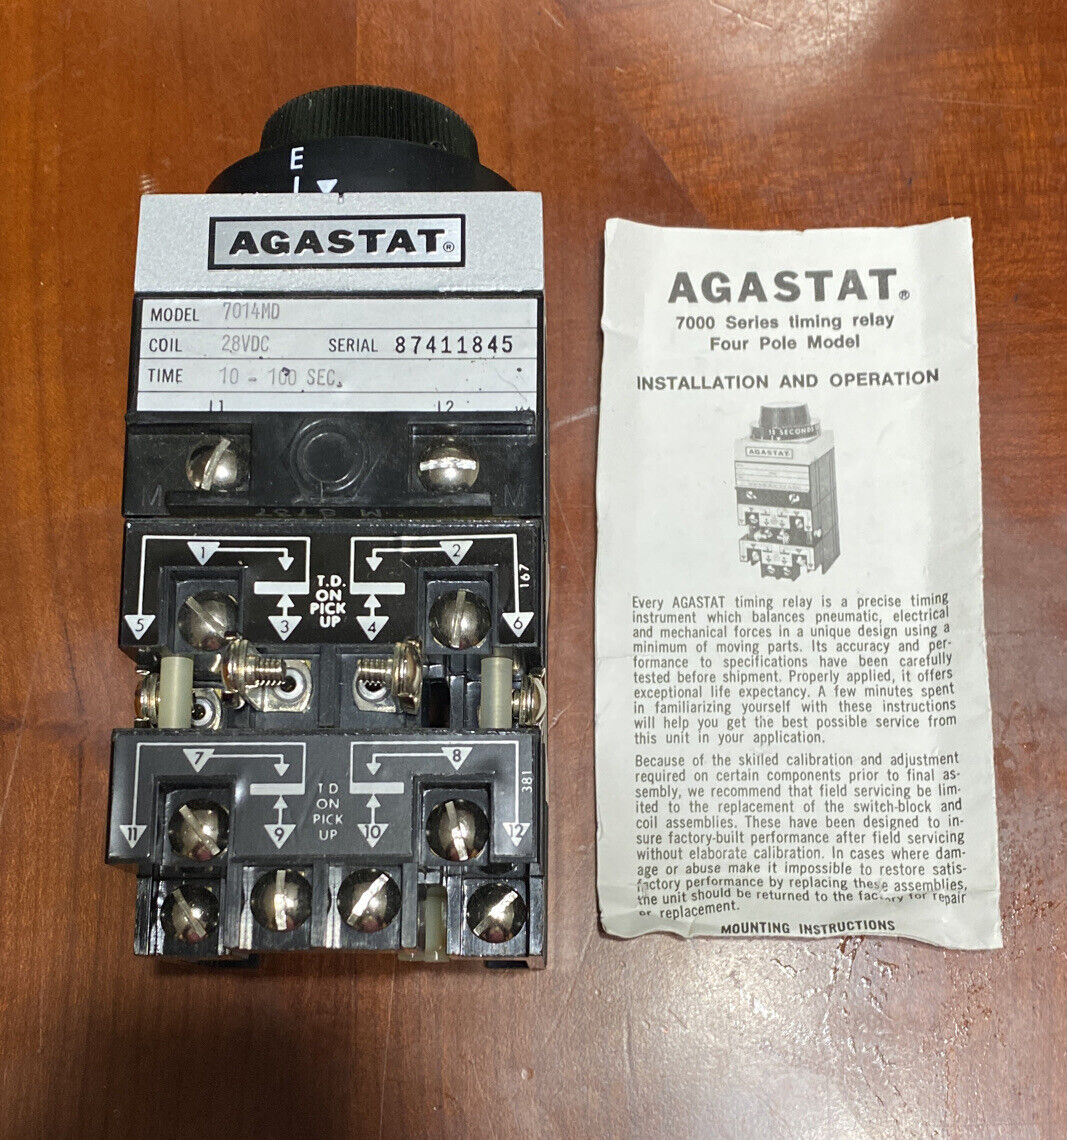 E
AGASTAT®
MODEL 7014MD
COIL 28VDC SERIAL 87411845
TIME 10 - 100 SEC.
L1 L2
M 8737
1 2
167
T.D.
ON
PICK
UP
5 3 4 6
7 8
381
T D
ON
PICK
UP
11 9 10 12
AGASTAT®
7000 Series timing relay
Four Pole Model
INSTALLATION AND OPERATION
15 SECONDS
AGASTAT
Every AGASTAT timing relay is a precise timing
instrument which balances pneumatic, electrical
and mechanical forces in a unique design using a
minimum of moving parts. Its accuracy and per-
formance to specifications have been carefully
tested before shipment. Properly applied, it offers
exceptional life expectancy. A few minutes spent
in familiarizing yourself with these instructions
will help you get the best possible service from
this unit in your application.
Because of the skilled calibration and adjustment
required on certain components prior to final as-
sembly, we recommend that field servicing be lim-
ited to the replacement of the switch-block and
coil assemblies. These have been designed to in-
sure factory-built performance after field servicing
without elaborate calibration. In cases where dam-
age or abuse make it impossible to restore satis-
factory performance by replacing these assemblies,
the unit should be returned to the factory for repair
or replacement.
MOUNTING INSTRUCTIONS